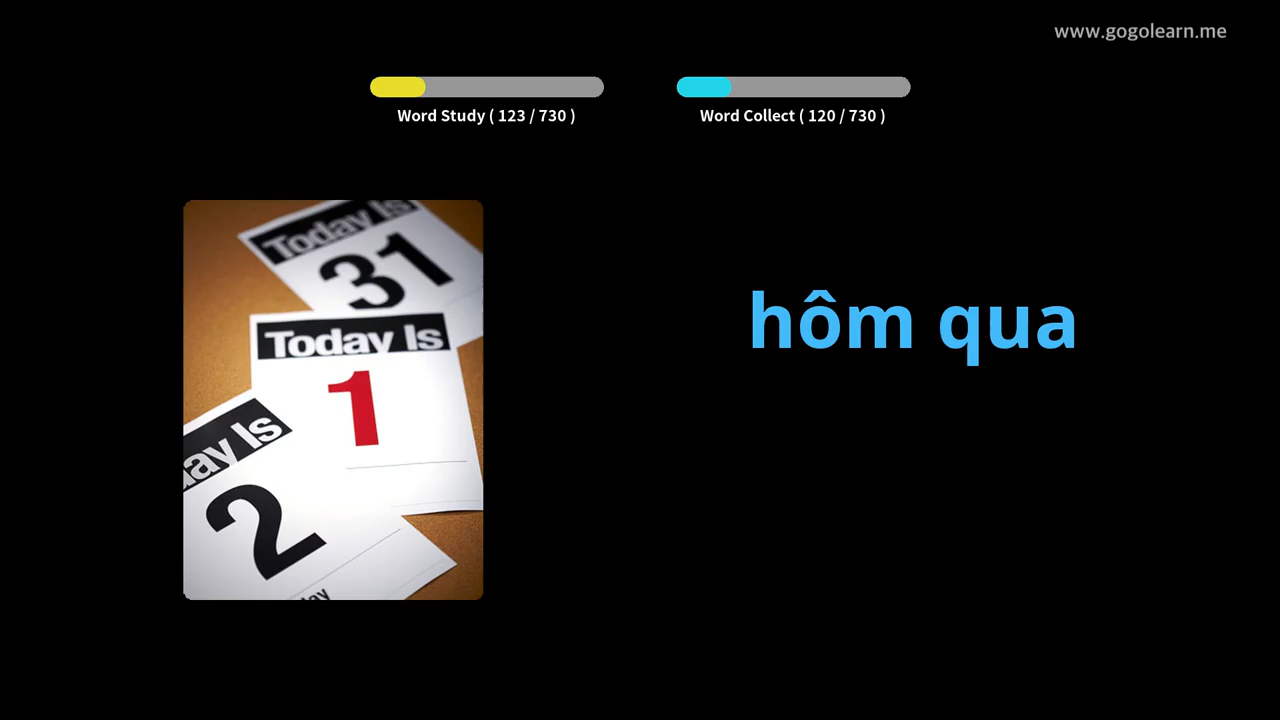 www.gogolearn.me
Word Study ( 123 / 730 )
Word Collect ( 120 / 730 )
Today Is
31
Today Is
1
ay Is
2
hôm qua